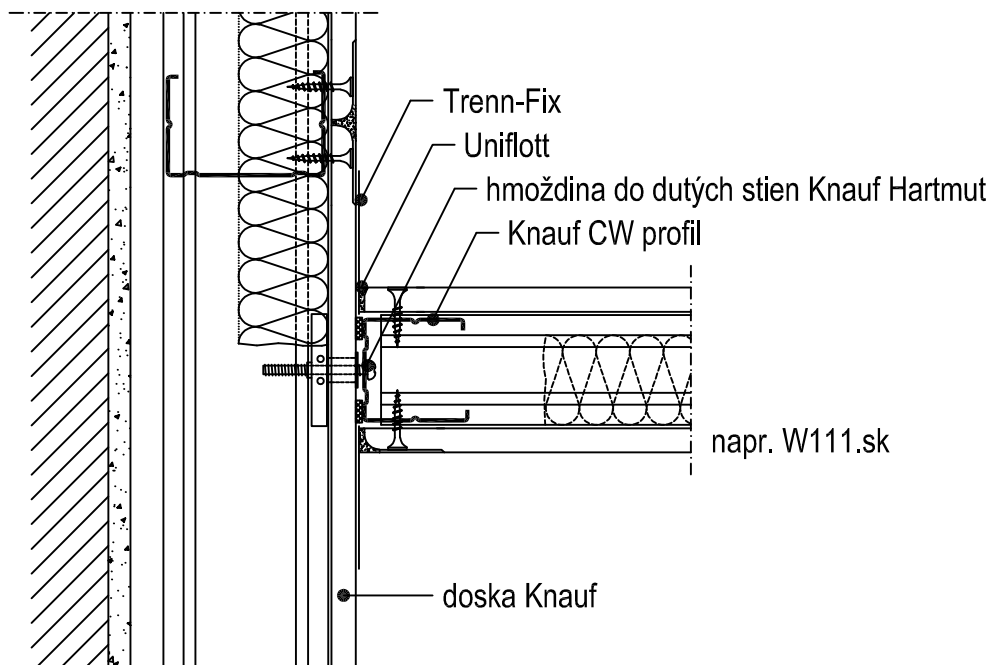 Trenn-Fix
Uniflott
hmoždina do dutých stien Knauf Hartmut
Knauf CW profil
napr. W111.sk
doska Knauf